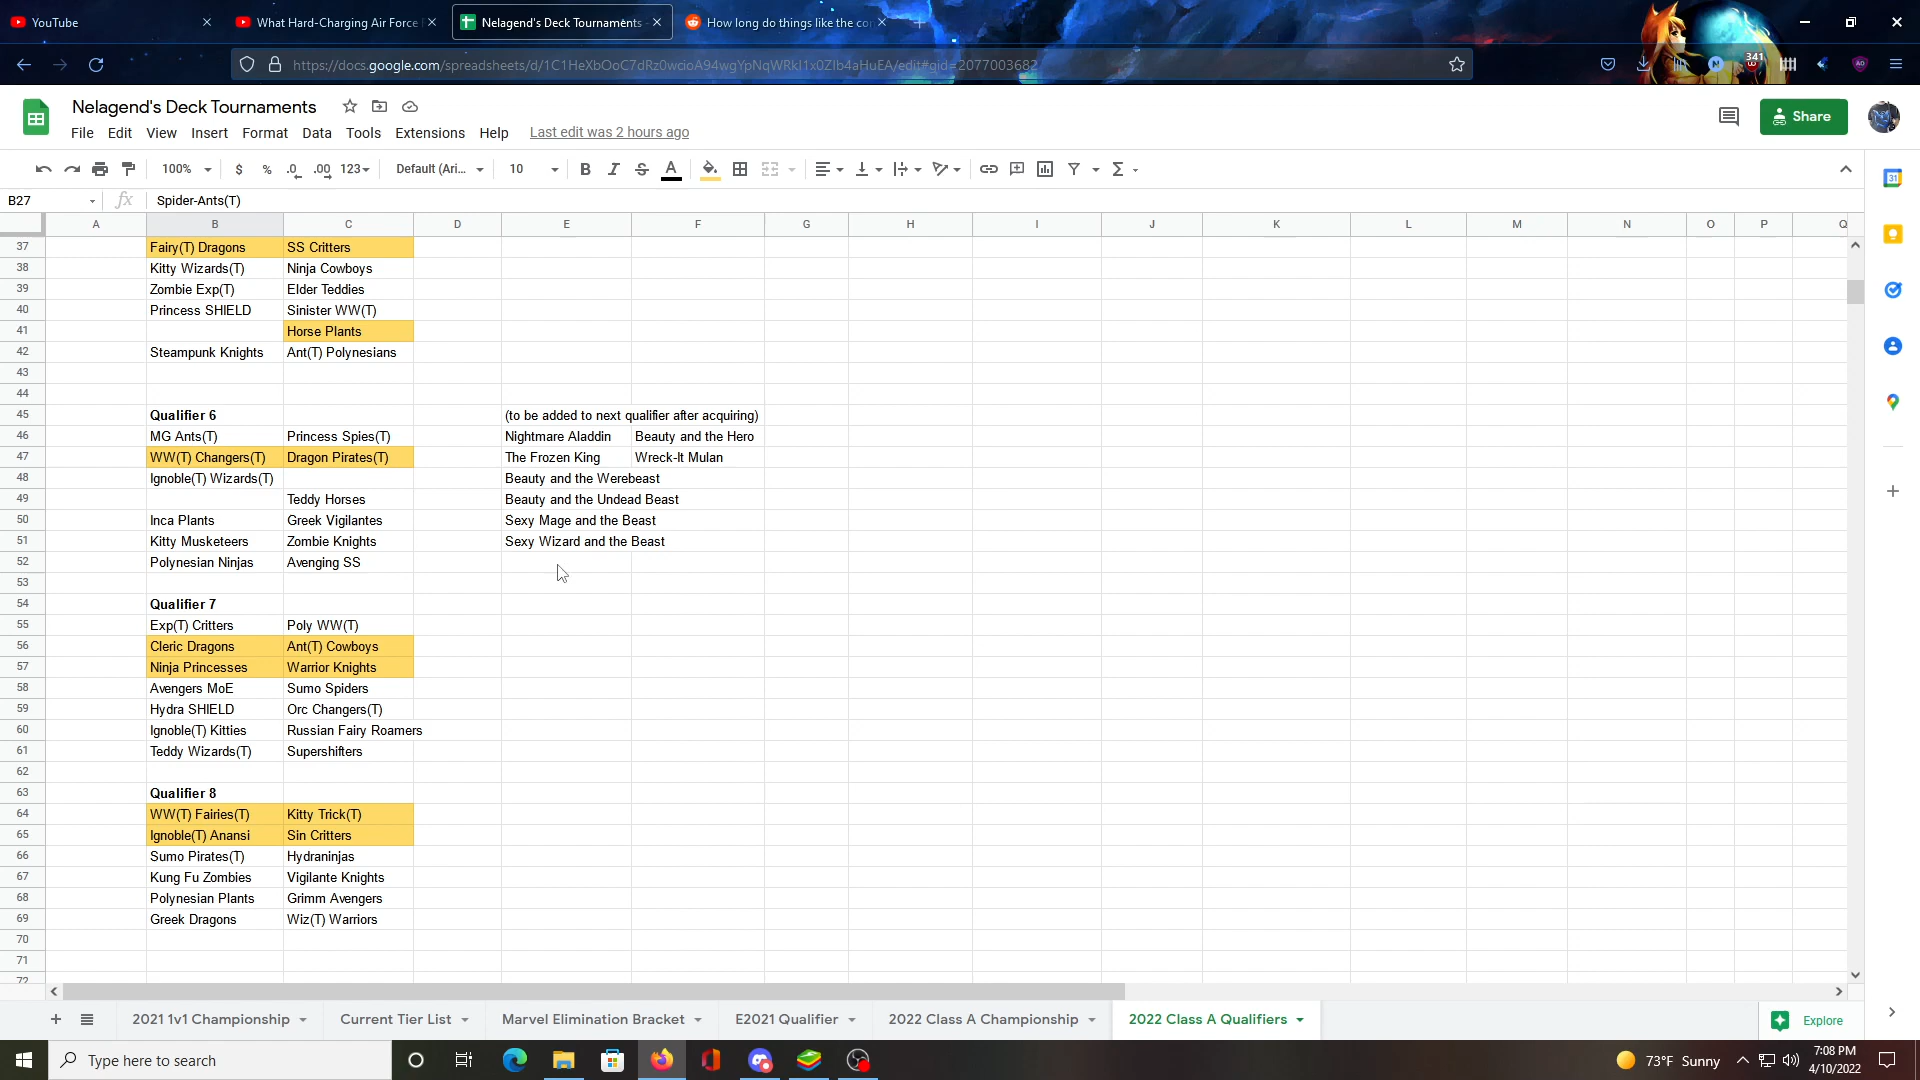 YouTube
What Hard-Charging Air Force
Nelagend's Deck Tournaments
How long do things like the co
https://docs.google.com/spreadsheets/d/1C1HeXbOoC7dRz0wcioA94wgYpNqWRkl1x0ZIb4aHuEA/edit#gid=2077003682
341
Nelagend's Deck Tournaments
Share
File Edit View Insert Format Data Tools Extensions Help Last edit was 2 hours ago
100% $ % .0 .00 123 Default (Ari... 10 B I S A
31
B27 fx Spider-Ants(T)
A B C D E F G H I J K L M N O P Q
37 Fairy(T) Dragons SS Critters
38 Kitty Wizards(T) Ninja Cowboys
39 Zombie Exp(T) Elder Teddies
40 Princess SHIELD Sinister WW(T)
41 Horse Plants
42 Steampunk Knights Ant(T) Polynesians
43
44
45 Qualifier 6 (to be added to next qualifier after acquiring)
46 MG Ants(T) Princess Spies(T) Nightmare Aladdin Beauty and the Hero
47 WW(T) Changers(T) Dragon Pirates(T) The Frozen King Wreck-It Mulan
48 Ignoble(T) Wizards(T) Beauty and the Werebeast
49 Teddy Horses Beauty and the Undead Beast
50 Inca Plants Greek Vigilantes Sexy Mage and the Beast
51 Kitty Musketeers Zombie Knights Sexy Wizard and the Beast
52 Polynesian Ninjas Avenging SS
53
54 Qualifier 7
55 Exp(T) Critters Poly WW(T)
56 Cleric Dragons Ant(T) Cowboys
57 Ninja Princesses Warrior Knights
58 Avengers MoE Sumo Spiders
59 Hydra SHIELD Orc Changers(T)
60 Ignoble(T) Kitties Russian Fairy Roamers
61 Teddy Wizards(T) Supershifters
62
63 Qualifier 8
64 WW(T) Fairies(T) Kitty Trick(T)
65 Ignoble(T) Anansi Sin Critters
66 Sumo Pirates(T) Hydraninjas
67 Kung Fu Zombies Vigilante Knights
68 Polynesian Plants Grimm Avengers
69 Greek Dragons Wiz(T) Warriors
70
71
72
2021 1v1 Championship Current Tier List Marvel Elimination Bracket E2021 Qualifier 2022 Class A Championship 2022 Class A Qualifiers Explore
Type here to search
73°F Sunny
7:08 PM
4/10/2022